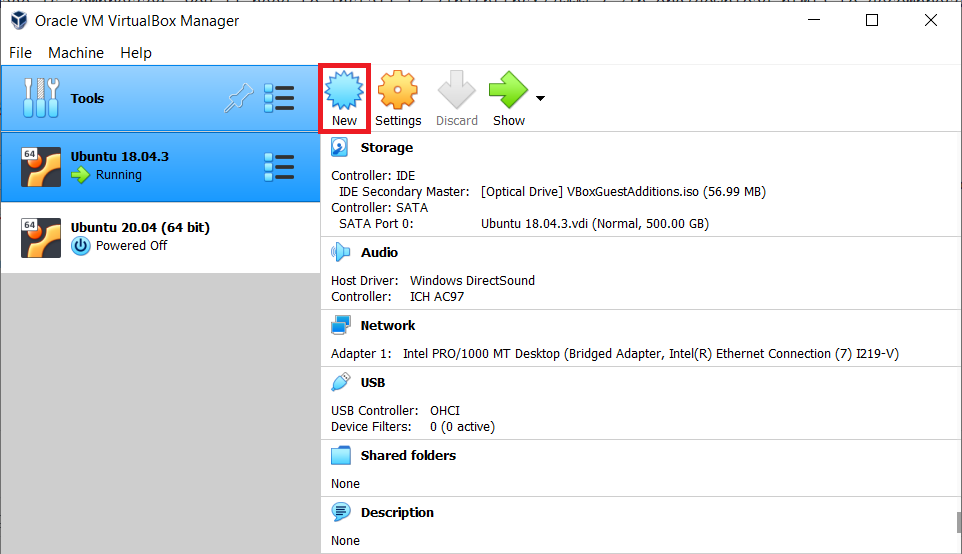 Oracle VM VirtualBox Manager
File Machine Help
Tools
New Settings Discard Show
64
Ubuntu 18.04.3
Running
64
Ubuntu 20.04 (64 bit)
Powered Off
Storage
Controller: IDE
IDE Secondary Master: [Optical Drive] VBoxGuestAdditions.iso (56.99 MB)
Controller: SATA
SATA Port 0: Ubuntu 18.04.3.vdi (Normal, 500.00 GB)
Audio
Host Driver: Windows DirectSound
Controller: ICH AC97
Network
Adapter 1: Intel PRO/1000 MT Desktop (Bridged Adapter, Intel(R) Ethernet Connection (7) I219-V)
USB
USB Controller: OHCI
Device Filters: 0 (0 active)
Shared folders
None
Description
None